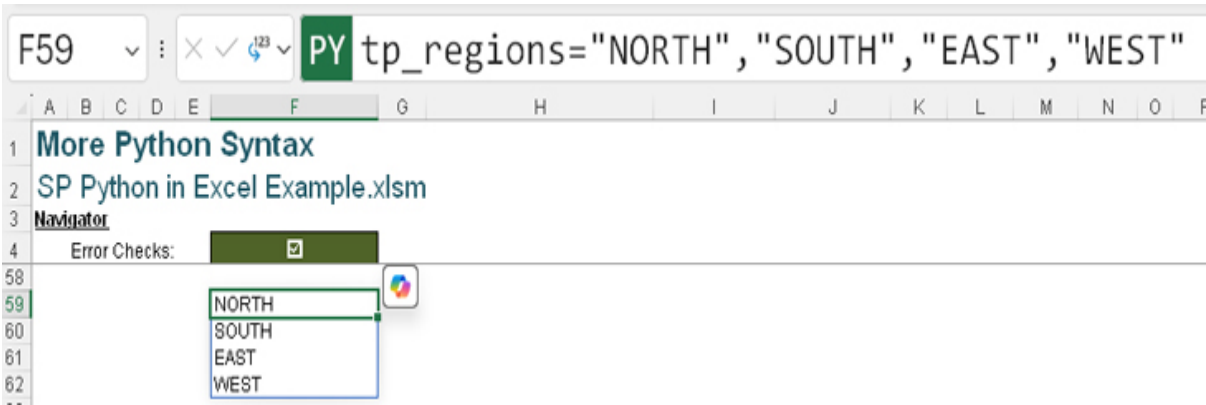 F59 123 PY tp_regions="NORTH","SOUTH","EAST","WEST"
A B C D E F G H I J K L M N O
1 More Python Syntax
2 SP Python in Excel Example.xlsm
3 Navigator
4 Error Checks:
58
59 NORTH
60 SOUTH
61 EAST
62 WEST